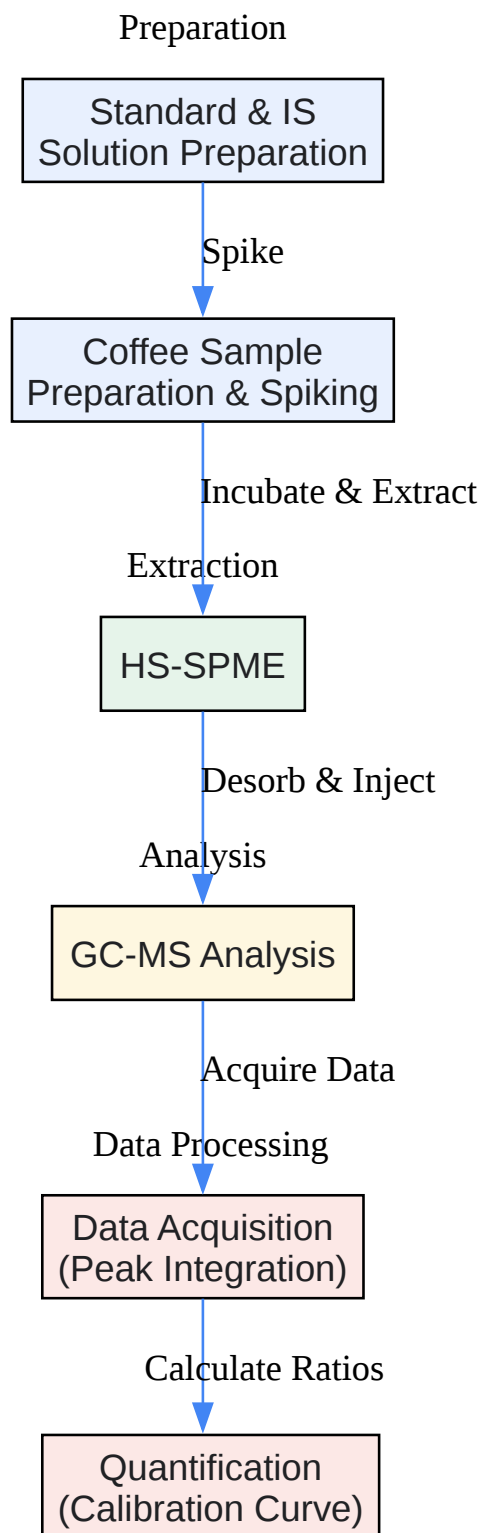 Preparation
Standard & IS
Solution Preparation
Spike
Coffee Sample
Preparation & Spiking
Incubate & Extract
Extraction
HS-SPME
Desorb & Inject
Analysis
GC-MS Analysis
Acquire Data
Data Processing
Data Acquisition
(Peak Integration)
Calculate Ratios
Quantification
(Calibration Curve)